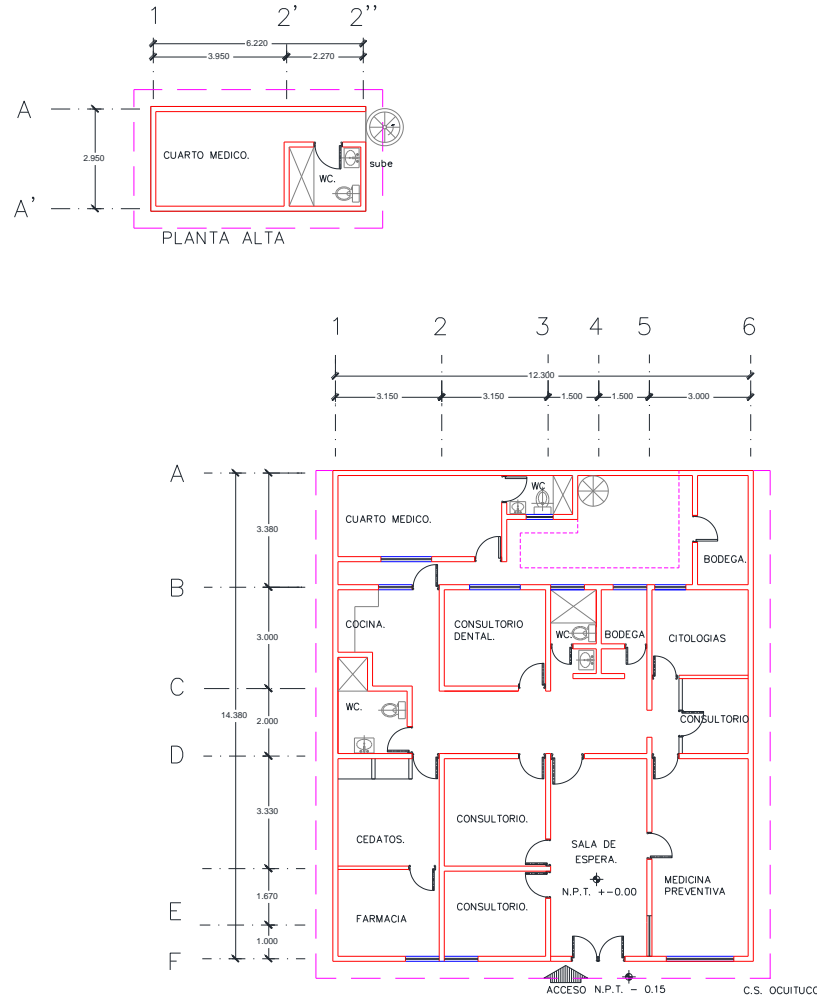 1 2' 2''
6.220
3.950 2.270
A
CUARTO MEDICO.
2.950
sube
WC.
A'
PLANTA ALTA
1 2 3 4 5 6
12.300
3.150 3.150 1.500 1.500 3.000
A
WC
CUARTO MEDICO.
3.380
BODEGA.
B
COCINA.
CONSULTORIO
DENTAL.
WC.
BODEGA
CITOLOGIAS
3.000
C
WC.
14.380
2.000
CONSULTORIO
D
3.330
CONSULTORIO.
CEDATOS.
SALA DE
ESPERA.
MEDICINA
PREVENTIVA
N.P.T. +-0.00
1.670
CONSULTORIO.
E
FARMACIA
1.000
F
ACCESO N.P.T. - 0.15
C.S. OCUITUCO